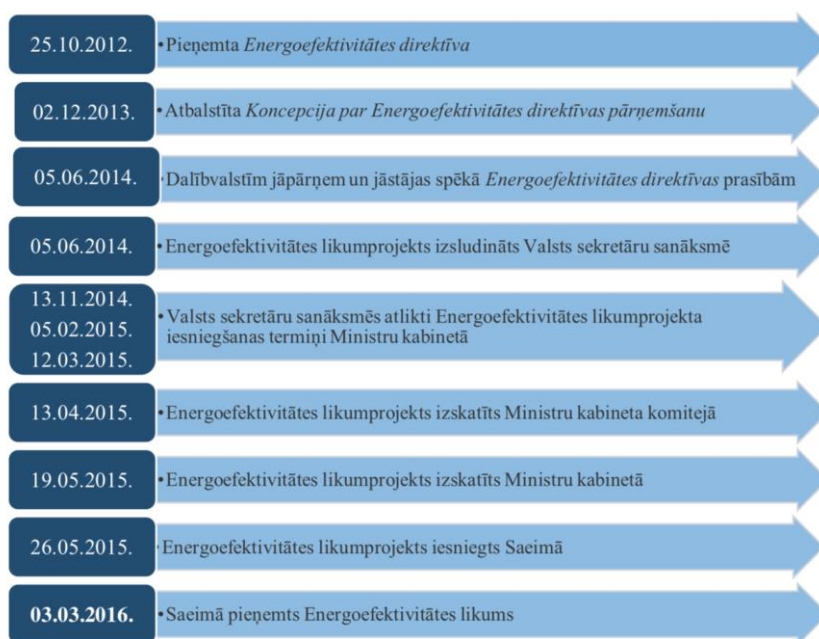 25.10.2012.
•Pieņemta Energoefektivitātes direktīva
02.12.2013.
•Atbalstīta Koncepcija par Energoefektivitātes direktīvas pārņemšanu
05.06.2014.
•Dalībvalstīm jāpārņem un jāstājas spēkā Energoefektivitātes direktīvas prasībām
05.06.2014.
•Energoefektivitātes likumprojekts izsludināts Valsts sekretāru sanāksmē
13.11.2014.
05.02.2015.
12.03.2015.
•Valsts sekretāru sanāksmēs atlikti Energoefektivitātes likumprojekta
iesniegšanas termiņi Ministru kabinetā
13.04.2015.
•Energoefektivitātes likumprojekts izskatīts Ministru kabineta komitejā
19.05.2015.
•Energoefektivitātes likumprojekts izskatīts Ministru kabinetā
26.05.2015.
•Energoefektivitātes likumprojekts iesniegts Saeimā
03.03.2016.
•Saeimā pieņemts Energoefektivitātes likums